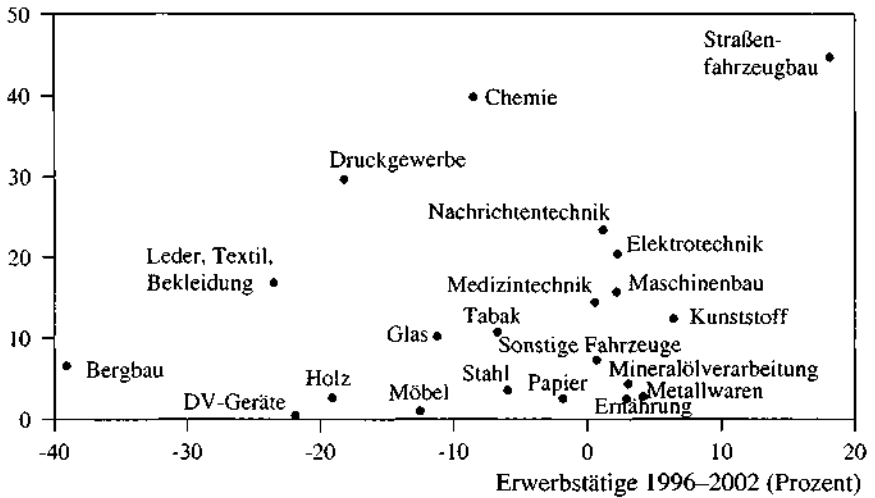 50
Straßen-
fahrzeugbau
40
Chemie
Druckgewerbe
30
Nachrichtentechnik
Elektrotechnik
Leder, Textil,
Bekleidung
20
Medizintechnik
Maschinenbau
Tabak
Kunststoff
Glas
10
Sonstige Fahrzeuge
Bergbau
Mineralölverarbeitung
Stahl
Holz
Papier
Metallwaren
Möbel
DV-Geräte
Ernährung
0
-40 -30 -20 -10 0 10 20
Erwerbstätige 1996–2002 (Prozent)